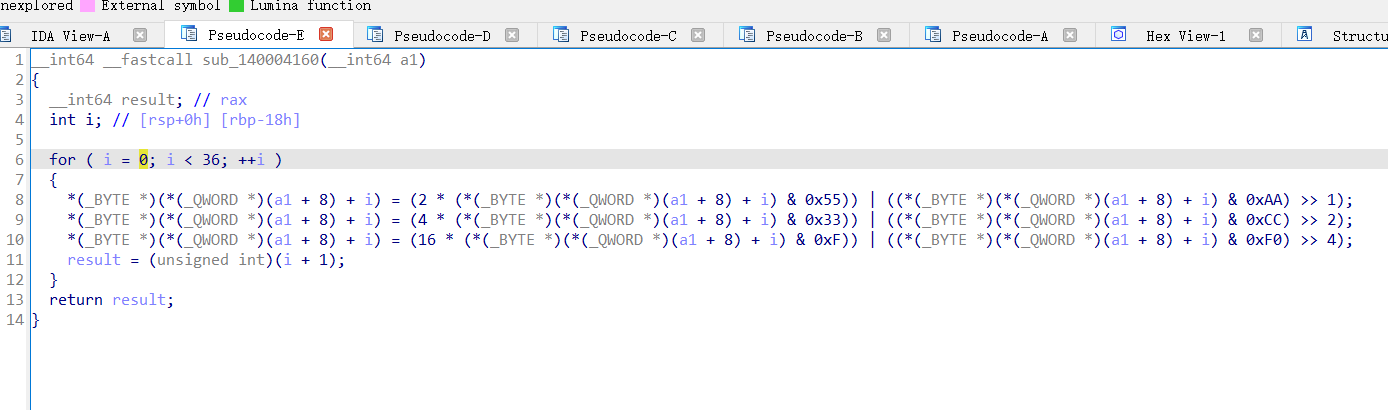 nexplored External symbol Lumina function
IDA View-A Pseudocode-E Pseudocode-D Pseudocode-C Pseudocode-B Pseudocode-A Hex View-1 Structu
1 __int64 __fastcall sub_140004160(__int64 a1)
2 {
3 __int64 result; // rax
4 int i; // [rsp+0h] [rbp-18h]
5
6 for ( i = 0; i < 36; ++i )
7 {
8 *(_BYTE *)(*(_QWORD *)(a1 + 8) + i) = (2 * (*(_BYTE *)(*(_QWORD *)(a1 + 8) + i) & 0x55)) | ((*(_BYTE *)(*(_QWORD *)(a1 + 8) + i) & 0xAA) >> 1);
9 *(_BYTE *)(*(_QWORD *)(a1 + 8) + i) = (4 * (*(_BYTE *)(*(_QWORD *)(a1 + 8) + i) & 0x33)) | ((*(_BYTE *)(*(_QWORD *)(a1 + 8) + i) & 0xCC) >> 2);
10 *(_BYTE *)(*(_QWORD *)(a1 + 8) + i) = (16 * (*(_BYTE *)(*(_QWORD *)(a1 + 8) + i) & 0xF)) | ((*(_BYTE *)(*(_QWORD *)(a1 + 8) + i) & 0xF0) >> 4);
11 result = (unsigned int)(i + 1);
12 }
13 return result;
14 }